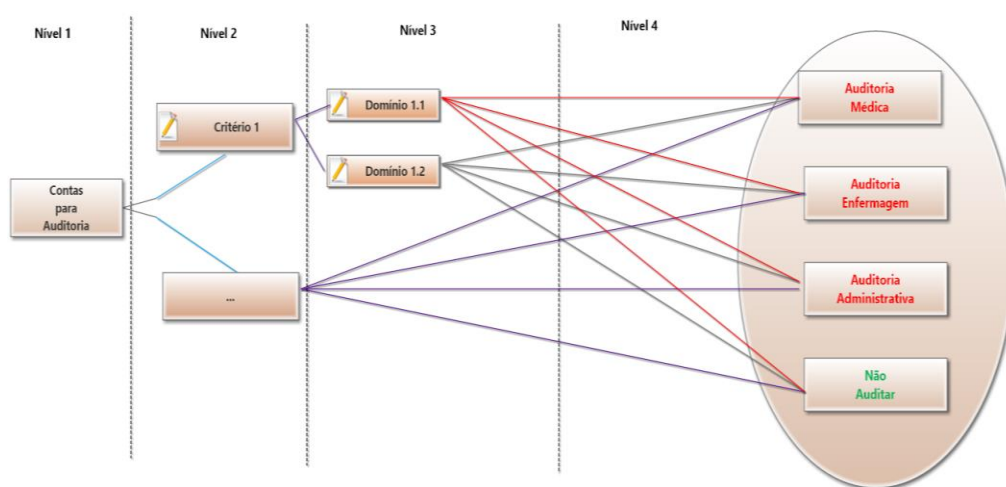 Nível 1
Nível 2
Nível 3
Nível 4
Contas
para
Auditoria
Critério 1
...
Domínio 1.1
Domínio 1.2
Auditoria
Médica
Auditoria
Enfermagem
Auditoria
Administrativa
Não
Auditar